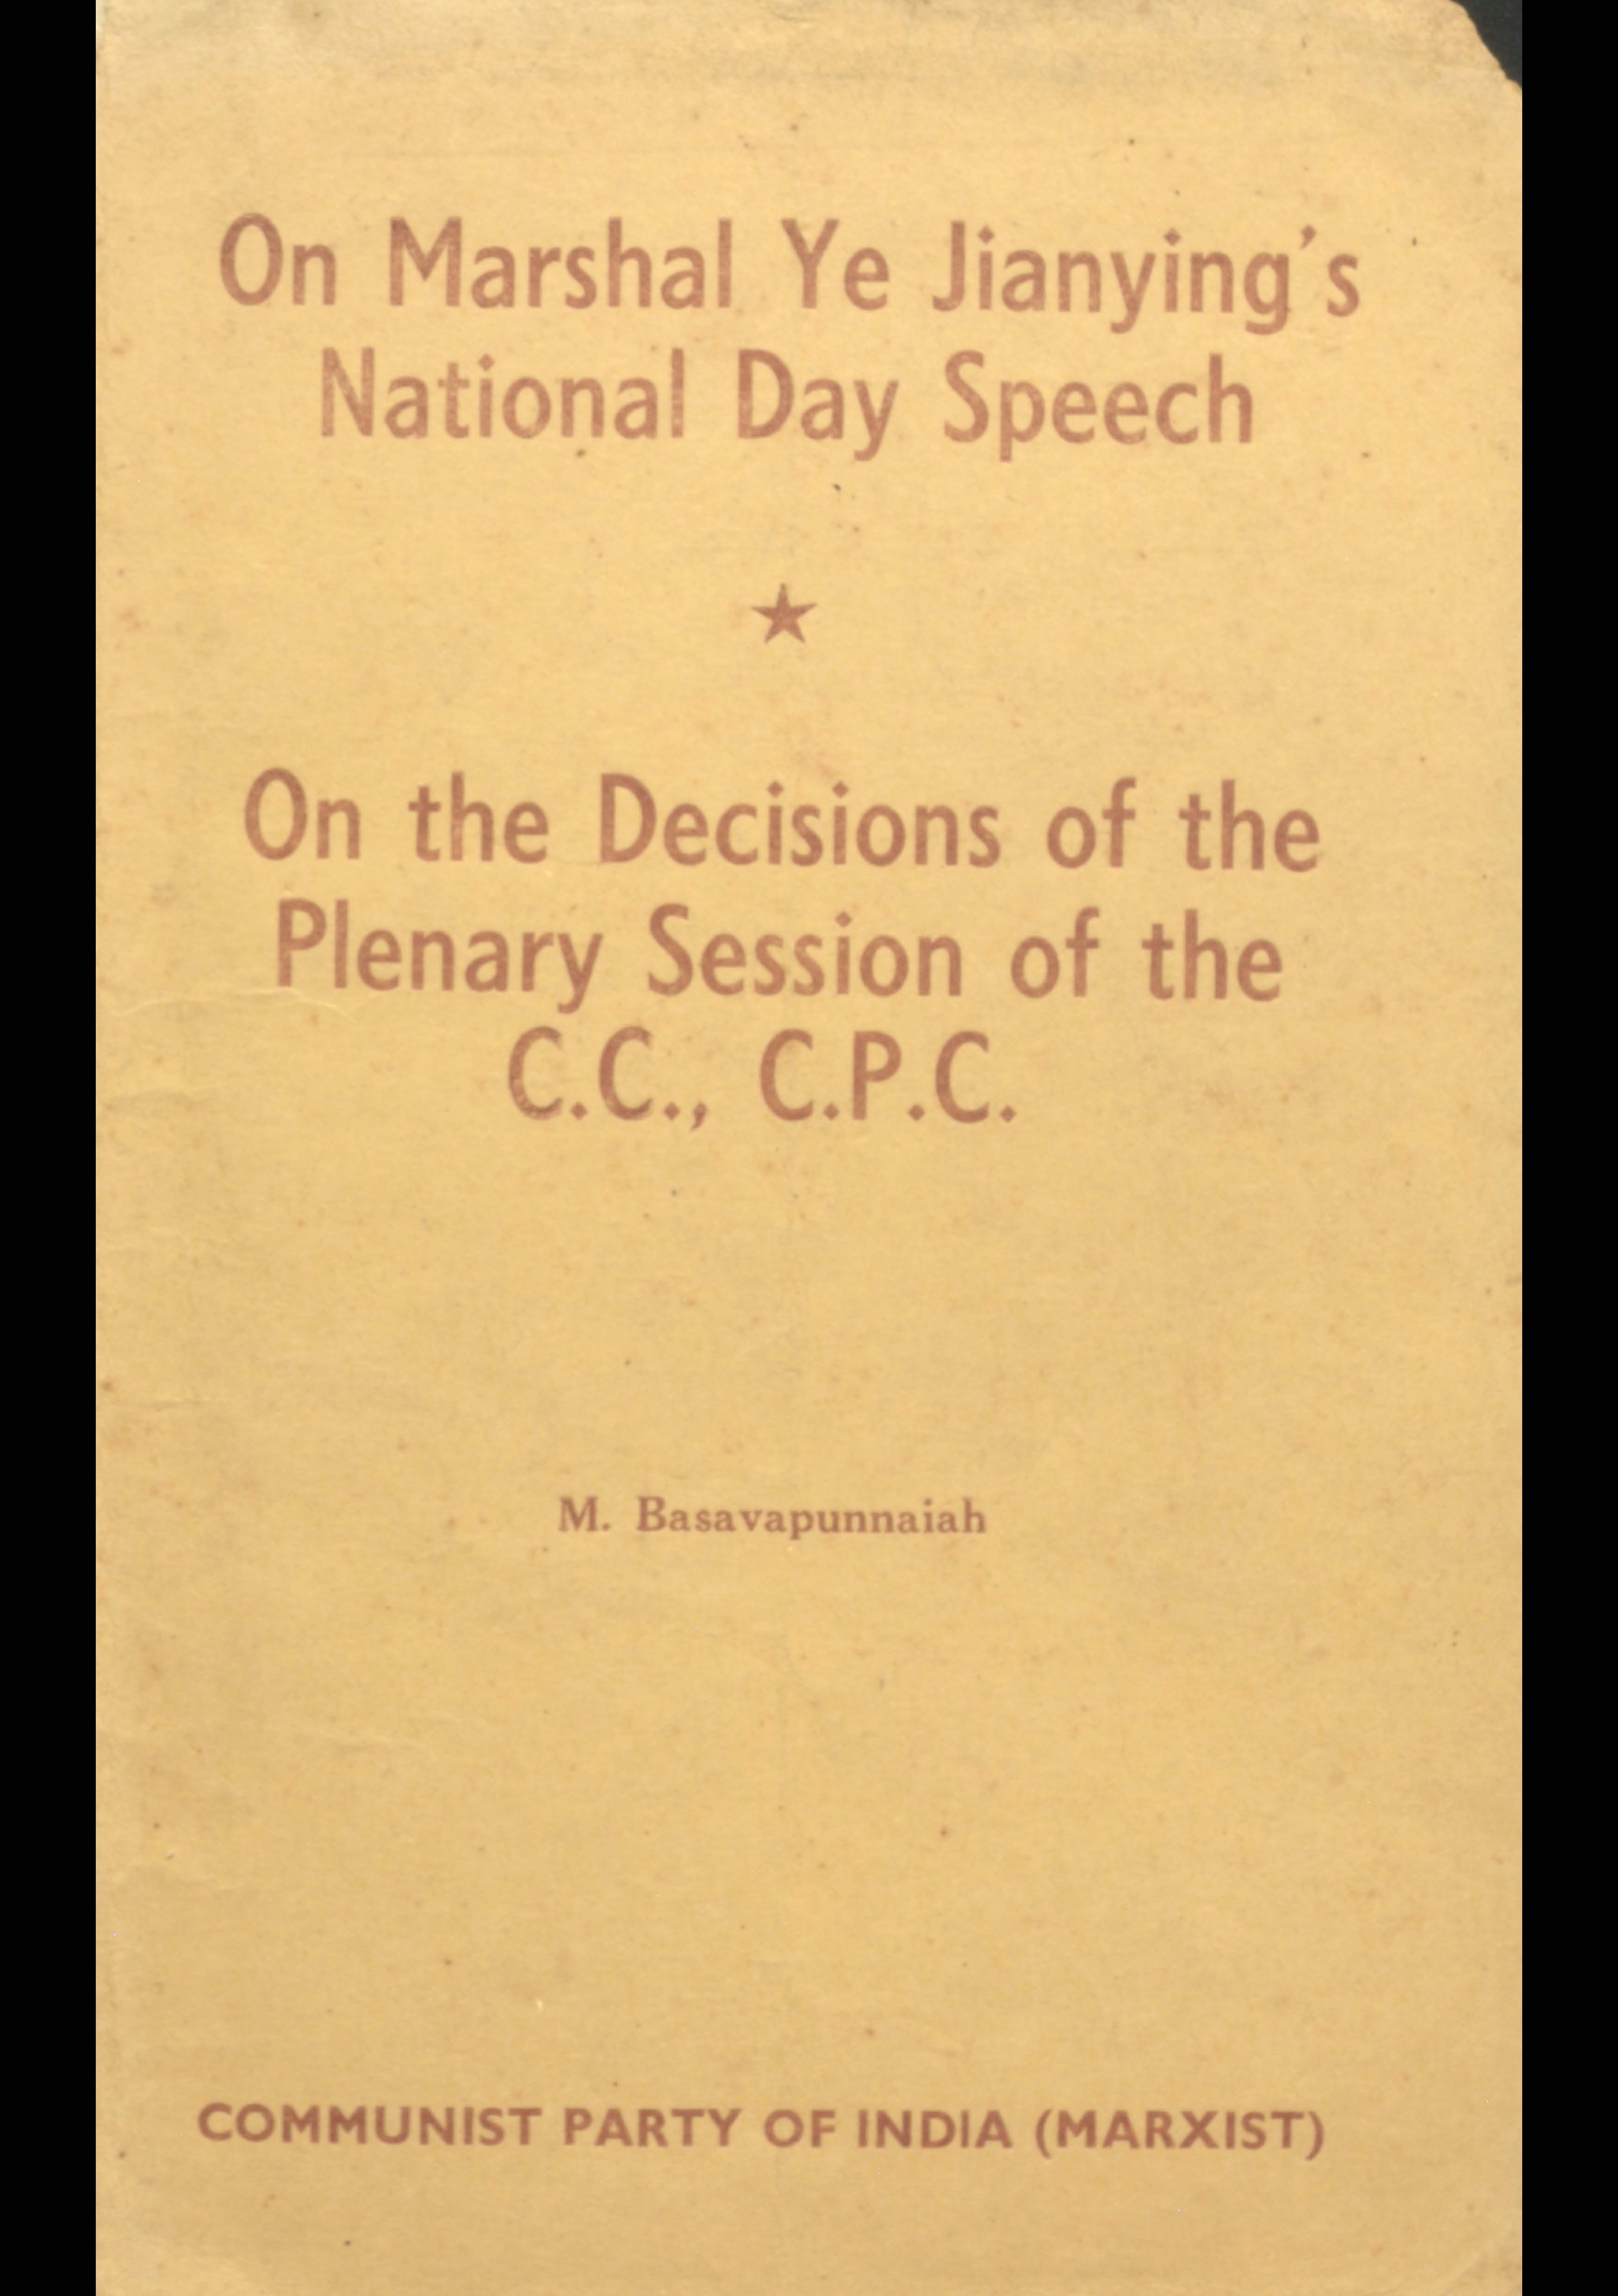 On Marshal Ye Jianying's
National Day Speech
★
On the Decisions of the
Plenary Session of the
C.C., C.P.C.
M. Basavapunnaiah
COMMUNIST PARTY OF INDIA (MARXIST)